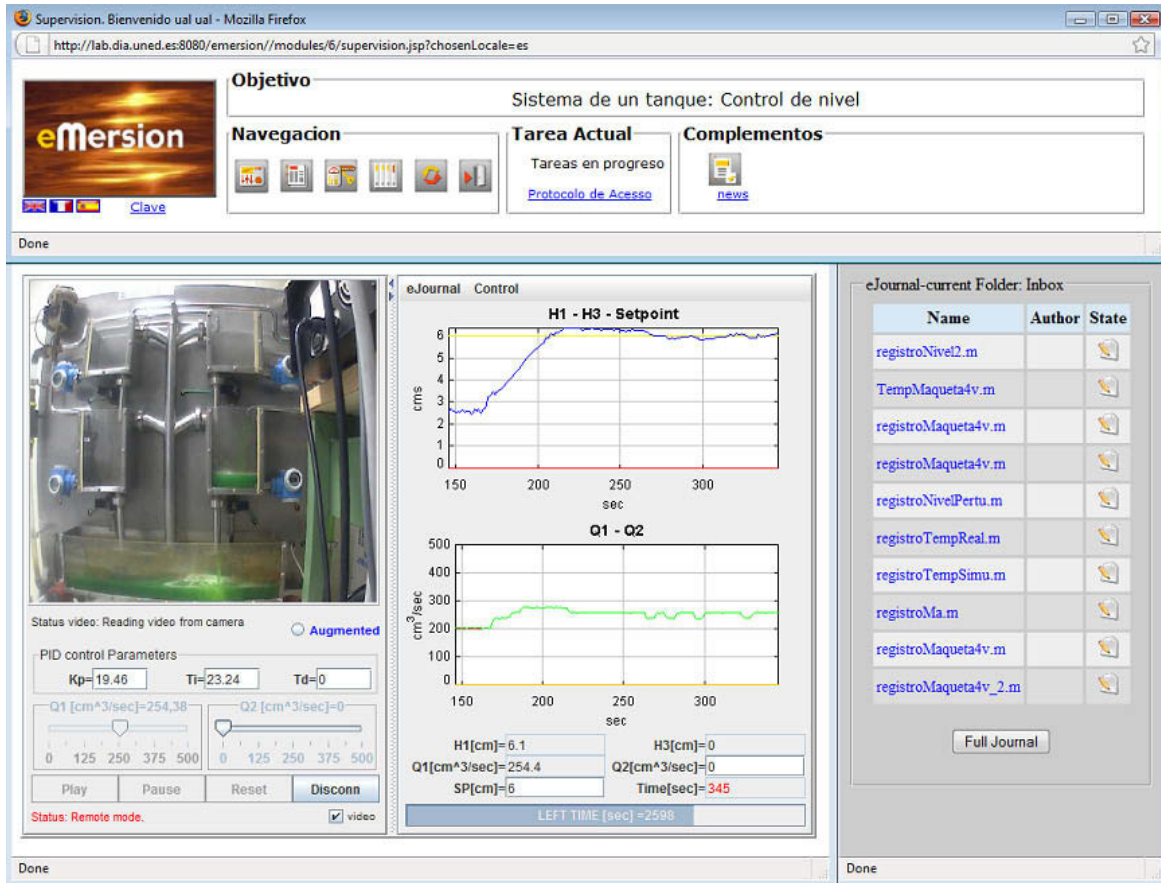 Supervision. Bienvenido ual ual - Mozilla Firefox
http://lab.dia.uned.es:8080/emersion//modules/6/supervision.jsp?chosenLocale=es
eMersion
Clave
Objetivo
Sistema de un tanque: Control de nivel
Navegacion
Tarea Actual
Tareas en progreso
Protocolo de Acesso
Complementos
news
Done
Status video: Reading video from camera
Augmented
PID control Parameters
Kp=19.46 Ti=23.24 Td=0
Q1 [cm^3/sec]=254,38 Q2 [cm^3/sec]=0
0 125 250 375 500 0 125 250 375 500
Play Pause Reset Disconn
Status: Remote mode. video
eJournal Control
H1 - H3 - Setpoint
6
5
4
3
2
1
0
cms
150 200 250 300
sec
Q1 - Q2
500
400
300
200
100
0
cm3/sec
150 200 250 300
sec
H1[cm]=6.1 H3[cm]=0
Q1[cm^3/sec]=254.4 Q2[cm^3/sec]=0
SP[cm]=6 Time[sec]=345
LEFT TIME [sec] =2598
Done
eJournal-current Folder: Inbox
Name Author State
registroNivel2.m
TempMaqueta4v.m
registroMaqueta4v.m
registroMaqueta4v.m
registroNivelPertu.m
registroTempReal.m
registroTempSimu.m
registroMa.m
registroMaqueta4v.m
registroMaqueta4v_2.m
Full Journal
Done